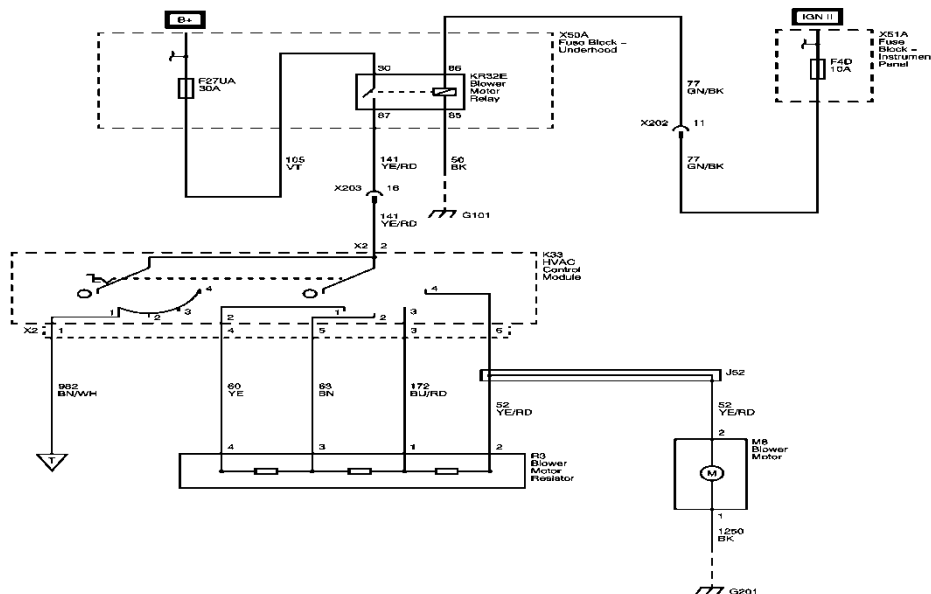 B+
IGN II
X50A
Fuse Block –
Underhood
X51A
Fuse
Block –
Instrument
Panel
F27UA
30A
30
86
KR32E
Blower
Motor
Relay
87
85
F4D
10A
77
GN/BK
X202
11
77
GN/BK
105
VT
141
YE/RD
50
BK
X203
16
141
YE/RD
G101
X2
2
K33
HVAC
Control
Module
4
4
1
2
3
2
1
2
3
X2
1
4
5
3
6
982
BN/WH
60
YE
63
BN
172
BU/RD
52
YE/RD
J52
52
YE/RD
T
4
3
1
2
R3
Blower
Motor
Resistor
2
M8
Blower
Motor
M
1
1250
BK
G201